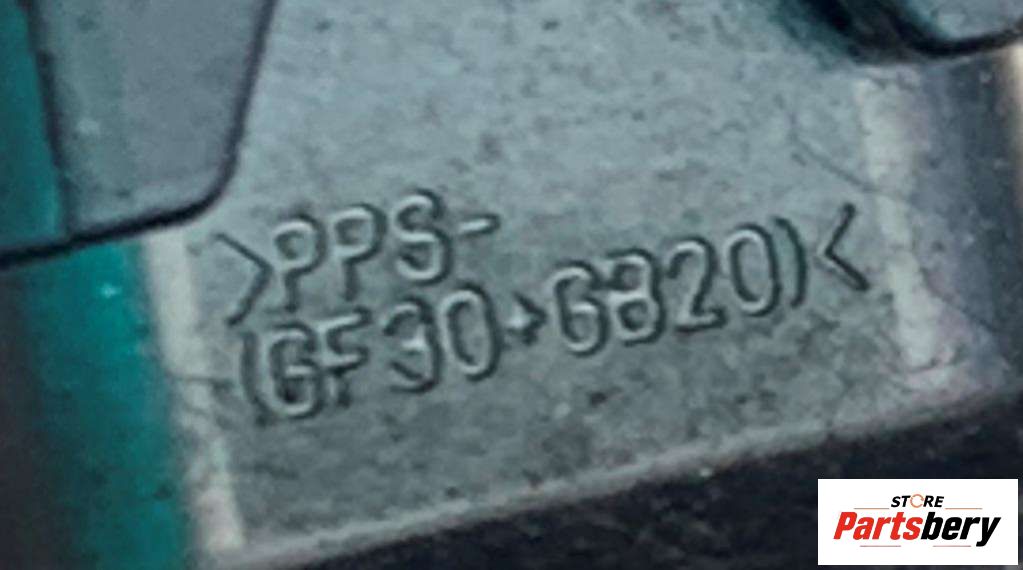 >PPS-
(GF30+GB20)<
STORE
Partsbery